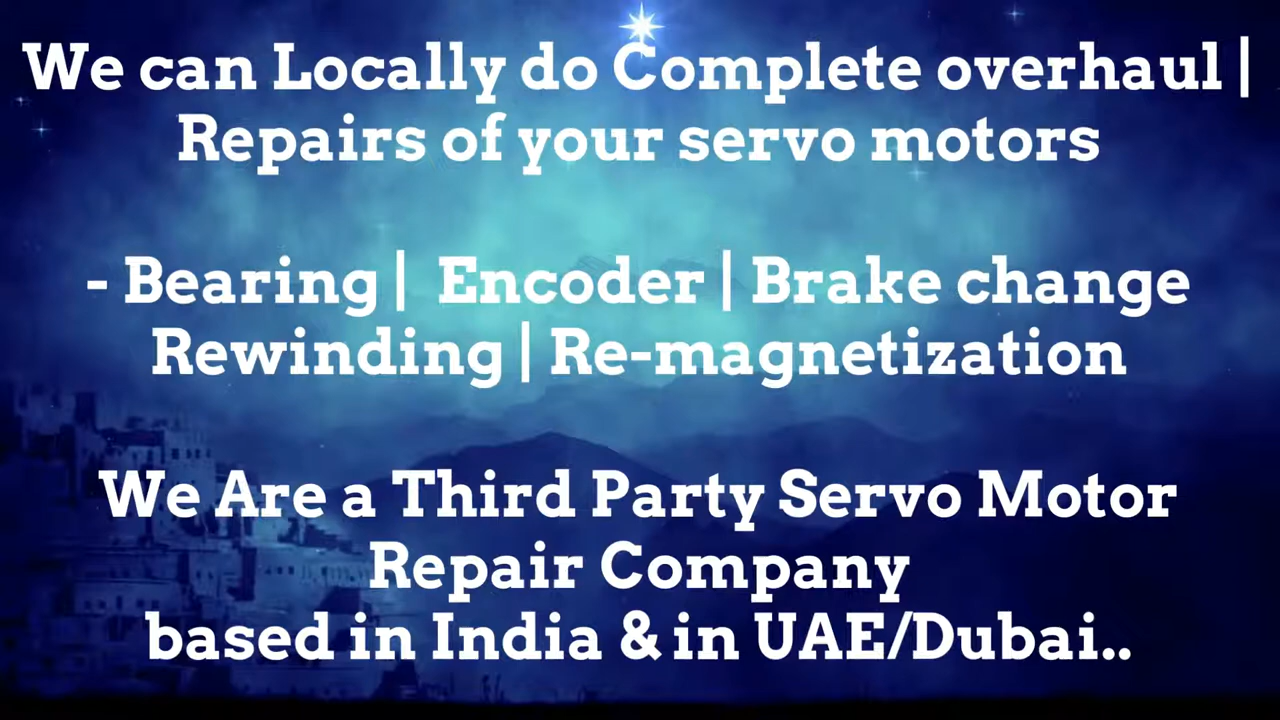 We can Locally do Complete overhaul |
Repairs of your servo motors
- Bearing | Encoder | Brake change
Rewinding | Re-magnetization
We Are a Third Party Servo Motor
Repair Company
based in India & in UAE/Dubai..